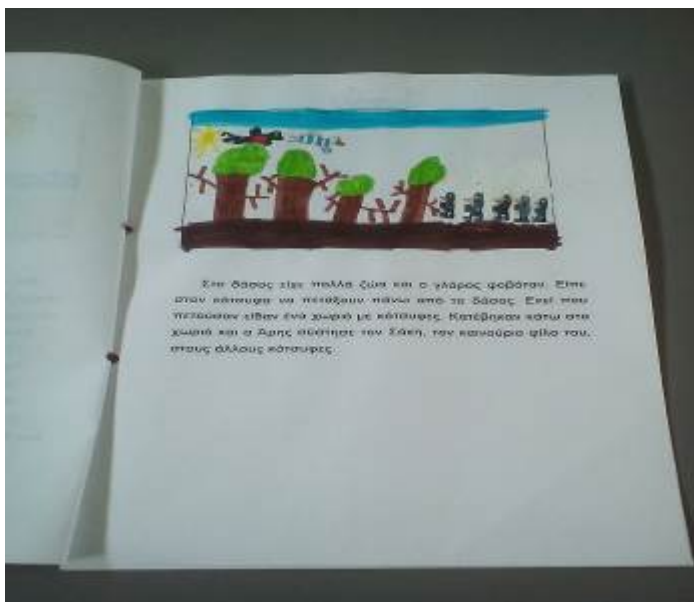 Στο δάσος είχε πολλά ζώα και ο γλάρος φοβόταν. Είπε
στον κότσυφα να πετάξουν πάνω από το δάσος. Εκεί που
πετούσαν είδαν ένα χωριό με κότσυφες. Κατέβηκαν κάτω στο
χωριό και ο Άρης σύστησε τον Σάκη, τον καινούριο φίλο του,
στους άλλους κότσυφες.